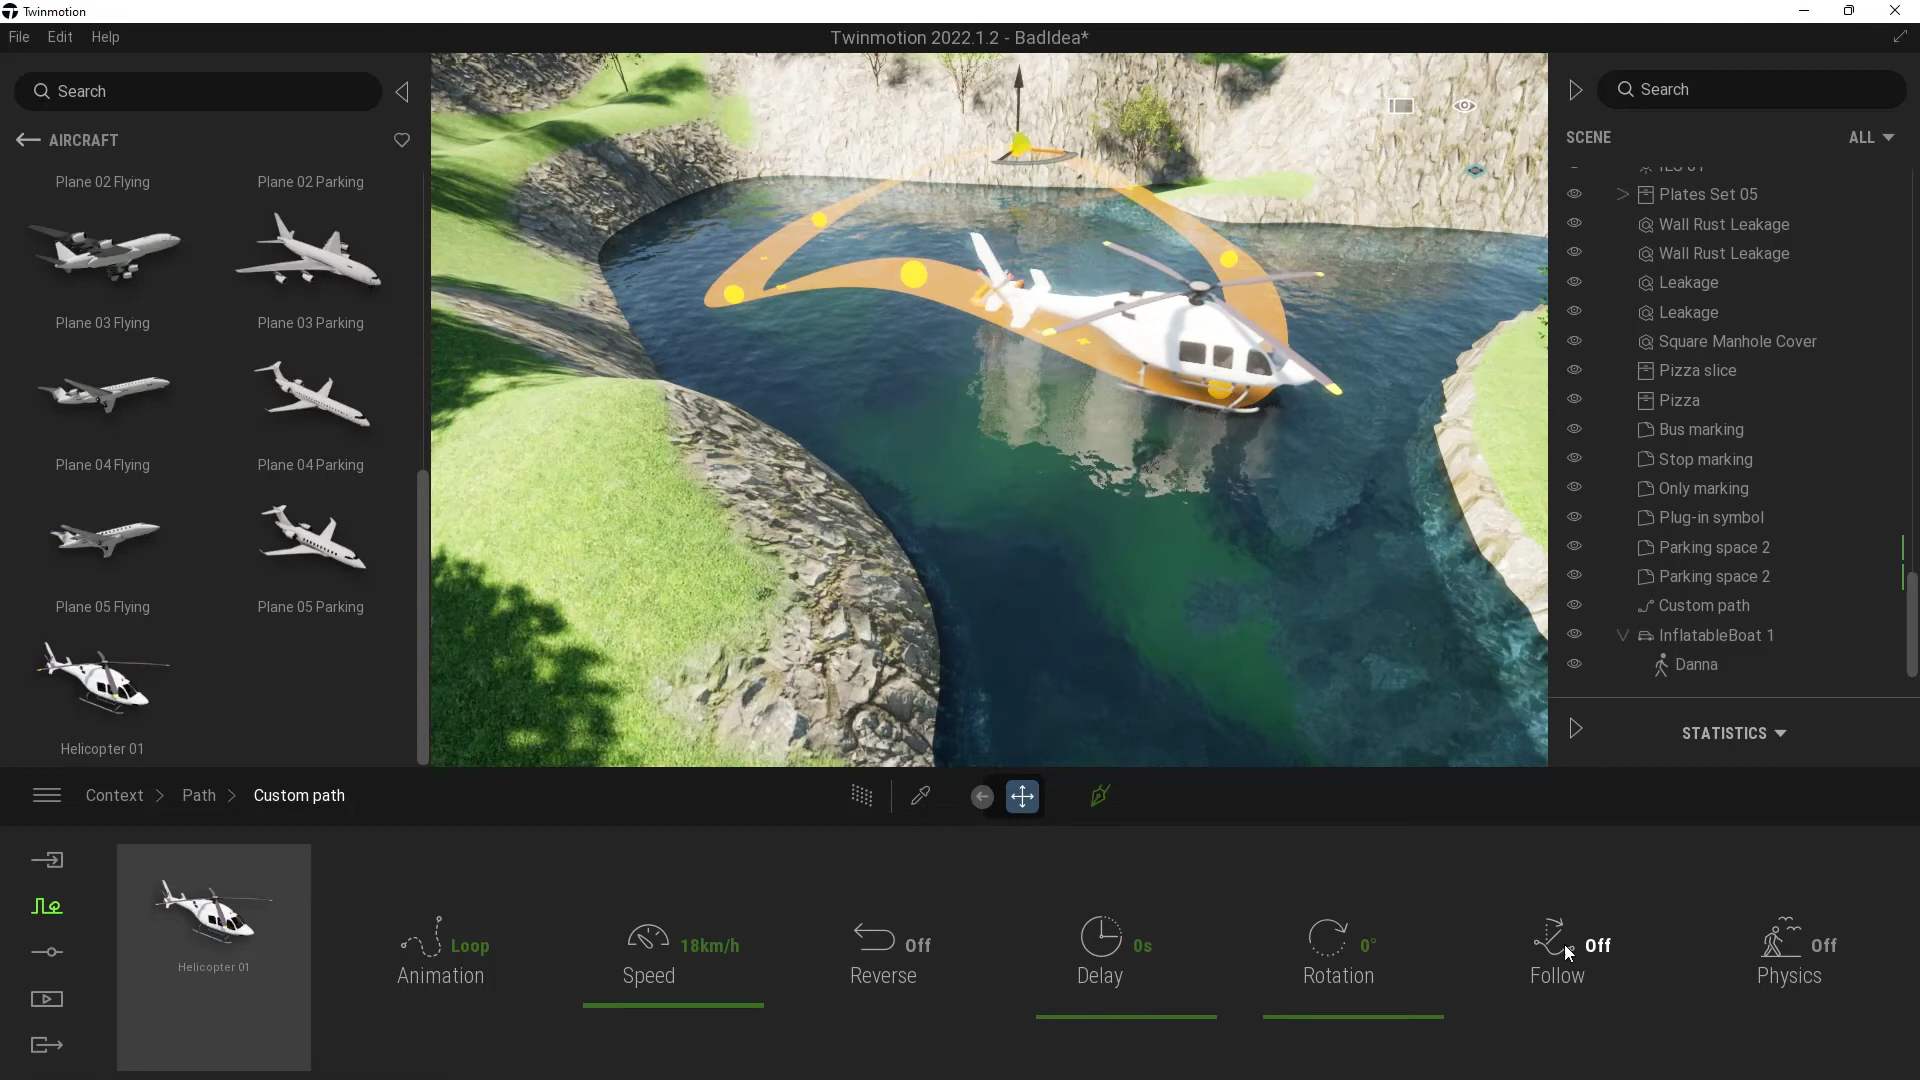 Twinmotion
File Edit Help
Twinmotion 2022.1.2 - BadIdea*
Search
AIRCRAFT
Plane 02 Flying
Plane 02 Parking
Plane 03 Flying
Plane 03 Parking
Plane 04 Flying
Plane 04 Parking
Plane 05 Flying
Plane 05 Parking
Helicopter 01
Search
SCENE
ALL
Plates Set 05
Wall Rust Leakage
Wall Rust Leakage
Leakage
Leakage
Square Manhole Cover
Pizza slice
Pizza
Bus marking
Stop marking
Only marking
Plug-in symbol
Parking space 2
Parking space 2
Custom path
InflatableBoat 1
Danna
STATISTICS
Context Path Custom path
Helicopter 01
Loop
Animation
18km/h
Speed
Off
Reverse
0s
Delay
0°
Rotation
Off
Follow
Off
Physics